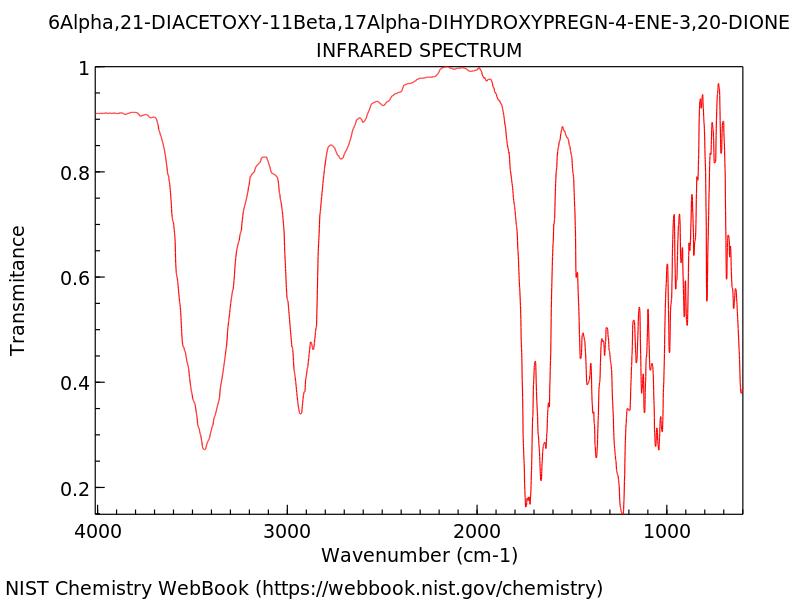 6Alpha,21-DIACETOXY-11Beta,17Alpha-DIHYDROXYPREGN-4-ENE-3,20-DIONE
INFRARED SPECTRUM
1
0.8
0.6
0.4
0.2
Transmitance
4000 3000 2000 1000
Wavenumber (cm-1)
NIST Chemistry WebBook (https://webbook.nist.gov/chemistry)